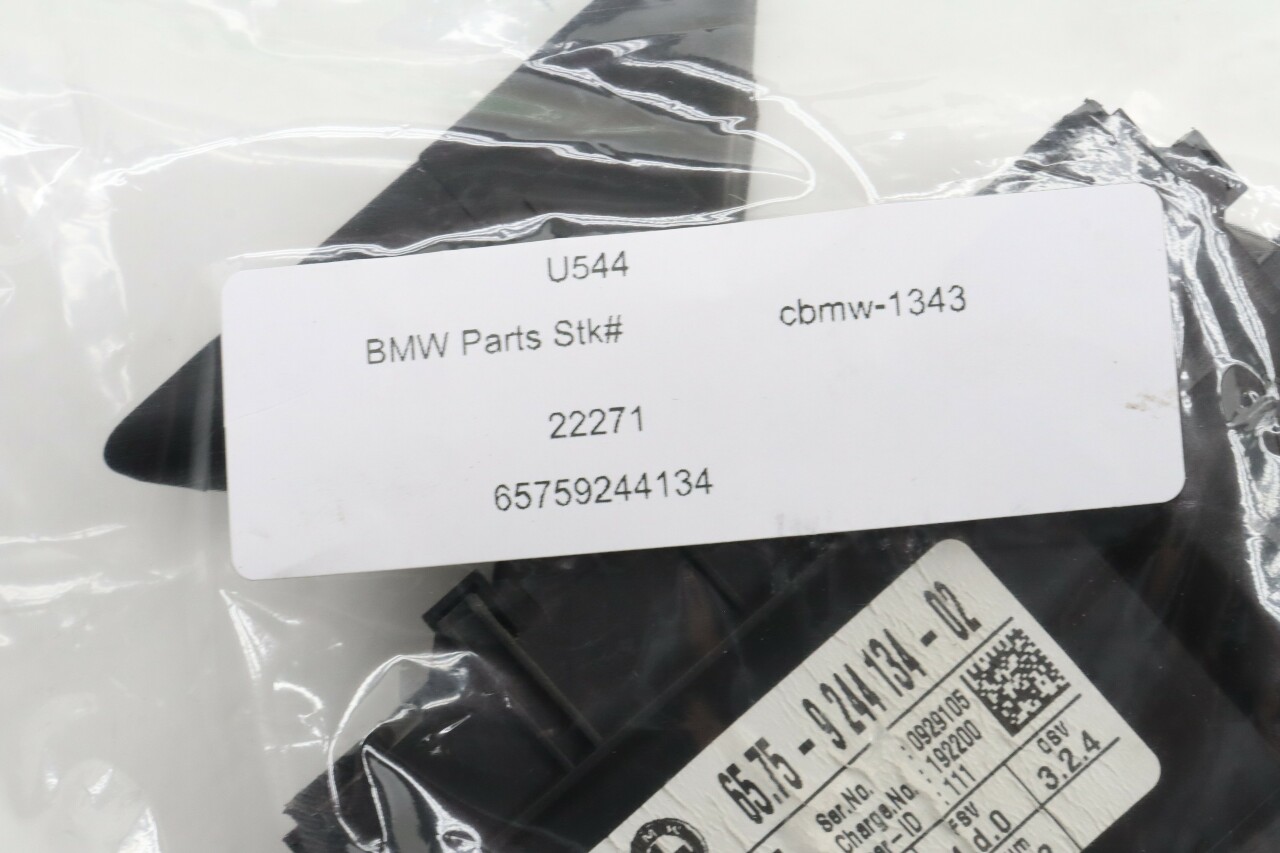 U544
BMW Parts Stk# cbmw-1343
22271
65759244134
65.75 - 9 244 134 - 02
Ser.No. : 0929105
Charge.No. : 192200
: 111
FSV
QSV
3.2.4